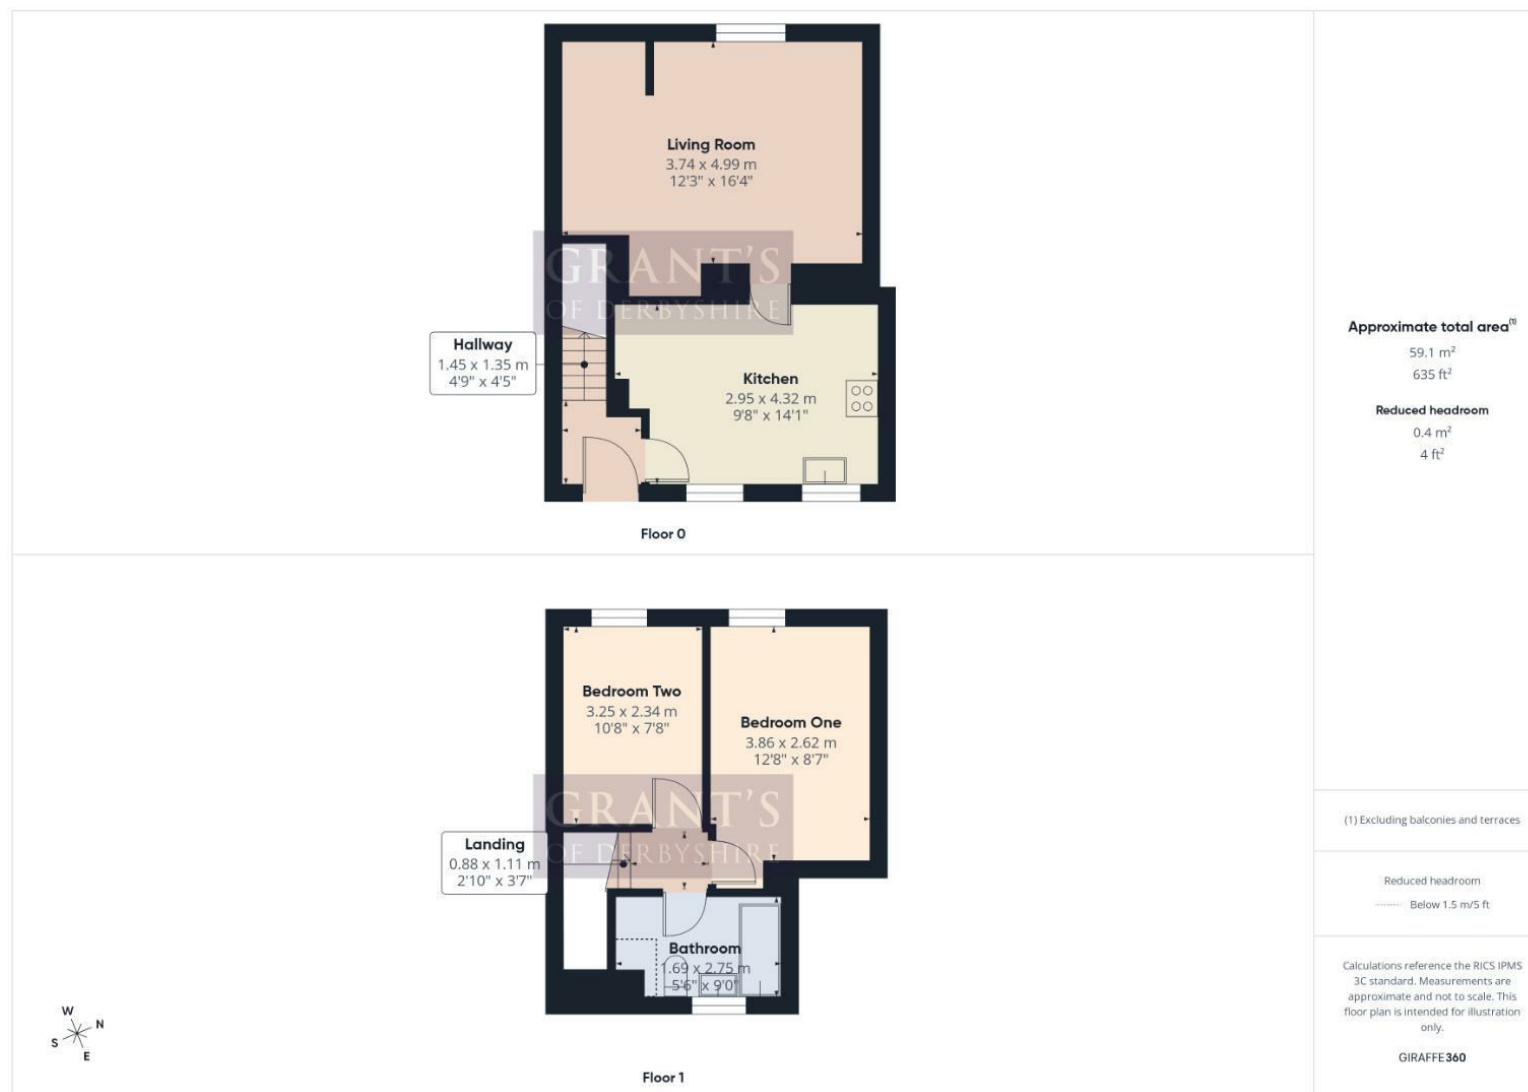 Living Room
3.74 x 4.99 m
12'3" x 16'4"
GRANT'S
OF DERBYSHIRE
Hallway
1.45 x 1.35 m
4'9" x 4'5"
Kitchen
2.95 x 4.32 m
9'8" x 14'1"
Floor 0
Bedroom Two
3.25 x 2.34 m
10'8" x 7'8"
Bedroom One
3.86 x 2.62 m
12'8" x 8'7"
GRANT'S
OF DERBYSHIRE
Landing
0.88 x 1.11 m
2'10" x 3'7"
Bathroom
1.69 x 2.75 m
5'6" x 9'0"
W
N
S
E
Floor 1
Approximate total area(1)
59.1 m²
635 ft²
Reduced headroom
0.4 m²
4 ft²
(1) Excluding balconies and terraces
Reduced headroom
Below 1.5 m/5 ft
Calculations reference the RICS IPMS
3C standard. Measurements are
approximate and not to scale. This
floor plan is intended for illustration
only.
GIRAFFE360